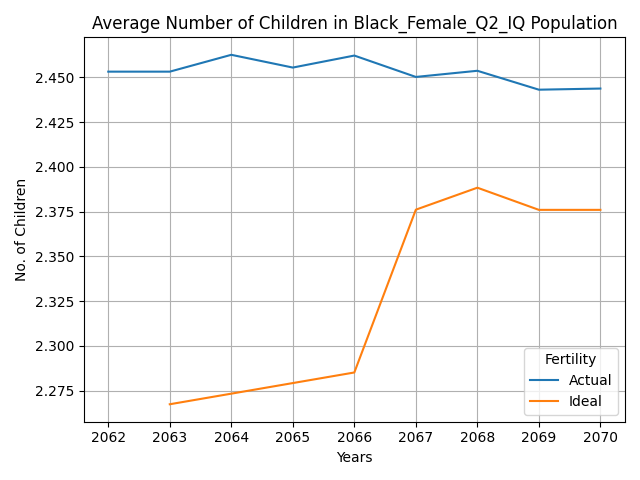 Average Number of Children in Black_Female_Q2_IQ Population
No. of Children
2.450
2.425
2.400
2.375
2.350
2.325
2.300
2.275
Fertility
Actual
Ideal
2062 2063 2064 2065 2066 2067 2068 2069 2070
Years